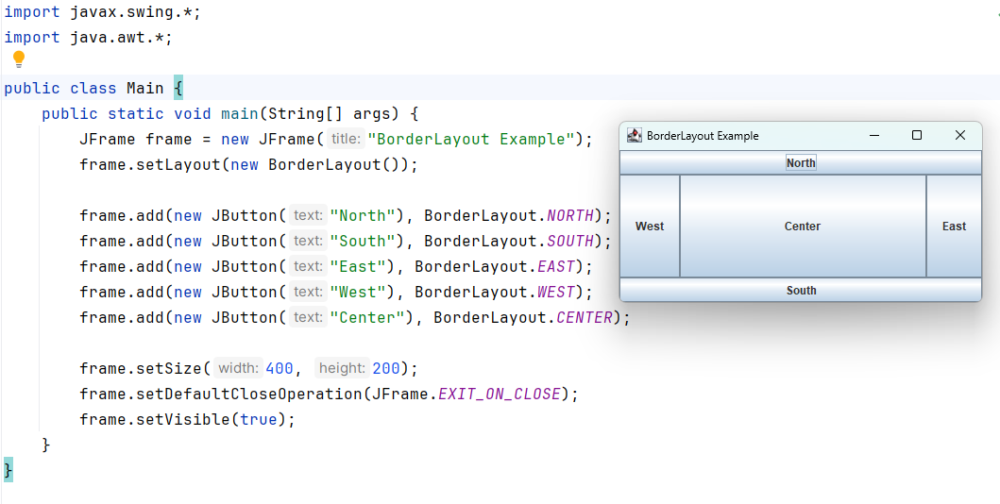 import javax.swing.*;
import java.awt.*;
public class Main {
    public static void main(String[] args) {
        JFrame frame = new JFrame( title: "BorderLayout Example");
        frame.setLayout(new BorderLayout());
        frame.add(new JButton( text: "North"), BorderLayout.NORTH);
        frame.add(new JButton( text: "South"), BorderLayout.SOUTH);
        frame.add(new JButton( text: "East"), BorderLayout.EAST);
        frame.add(new JButton( text: "West"), BorderLayout.WEST);
        frame.add(new JButton( text: "Center"), BorderLayout.CENTER);
        frame.setSize( width: 400, height: 200);
        frame.setDefaultCloseOperation(JFrame.EXIT_ON_CLOSE);
        frame.setVisible(true);
    }
}
BorderLayout Example
North
West Center East
South